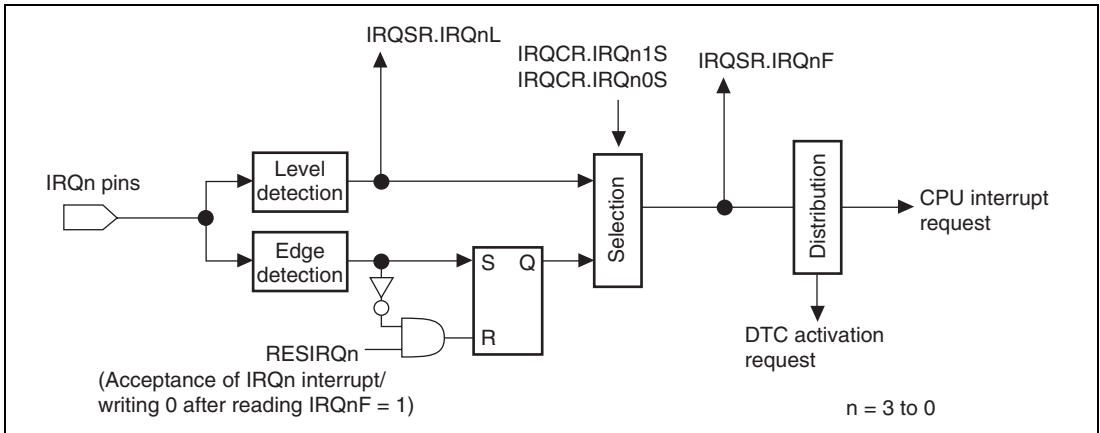 IRQSR.IRQnL
IRQCR.IRQn1S
IRQCR.IRQn0S
IRQSR.IRQnF
IRQn pins
Level
detection
Edge
detection
S Q
R
Selection
Distribution
CPU interrupt
request
DTC activation
request
RESIRQn
(Acceptance of IRQn interrupt/
writing 0 after reading IRQnF = 1)
n = 3 to 0